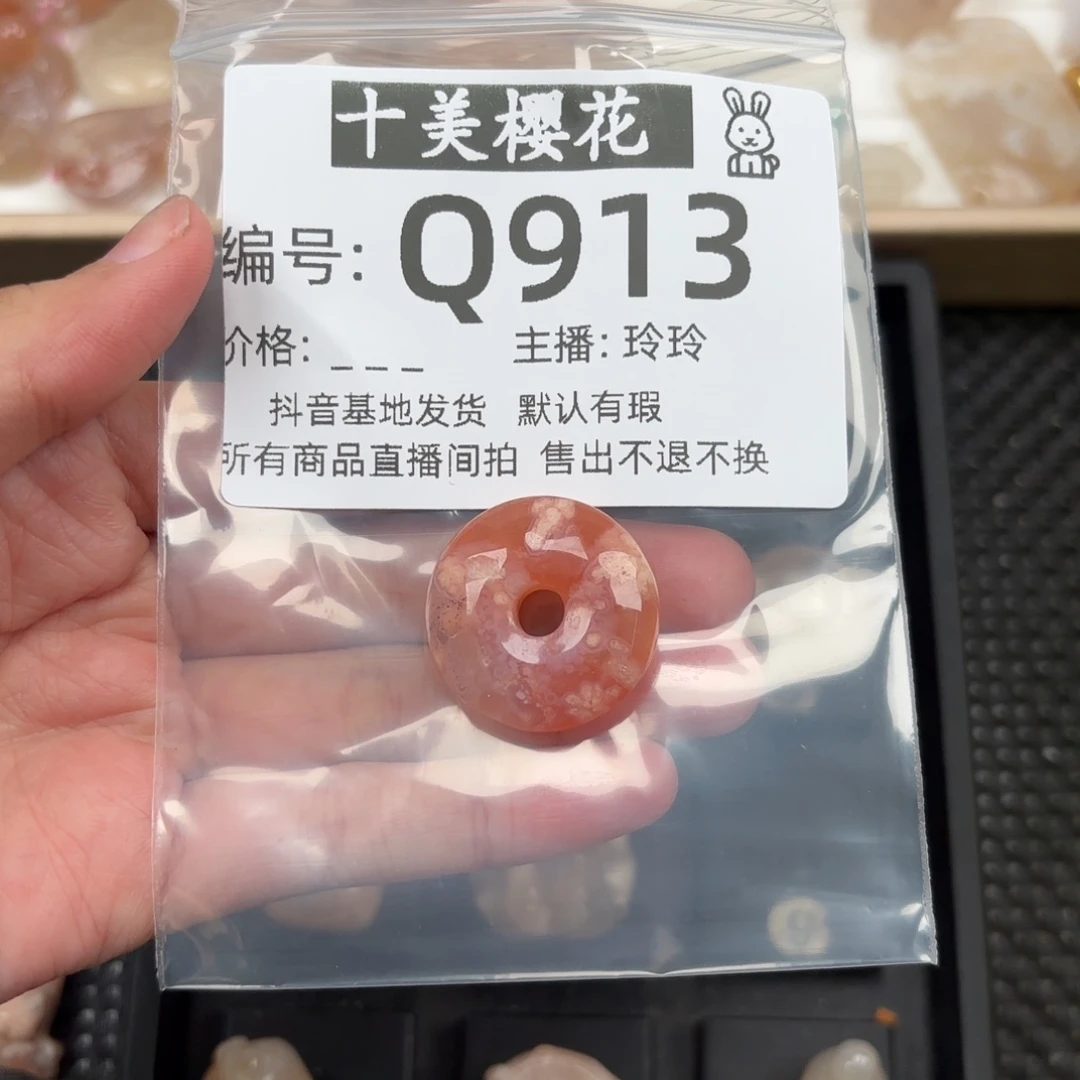 十美樱花
编号: Q913
价格: _ _ _ 主播: 玲玲
抖音基地发货 默认有瑕
所有商品直播间拍 售出不退不换